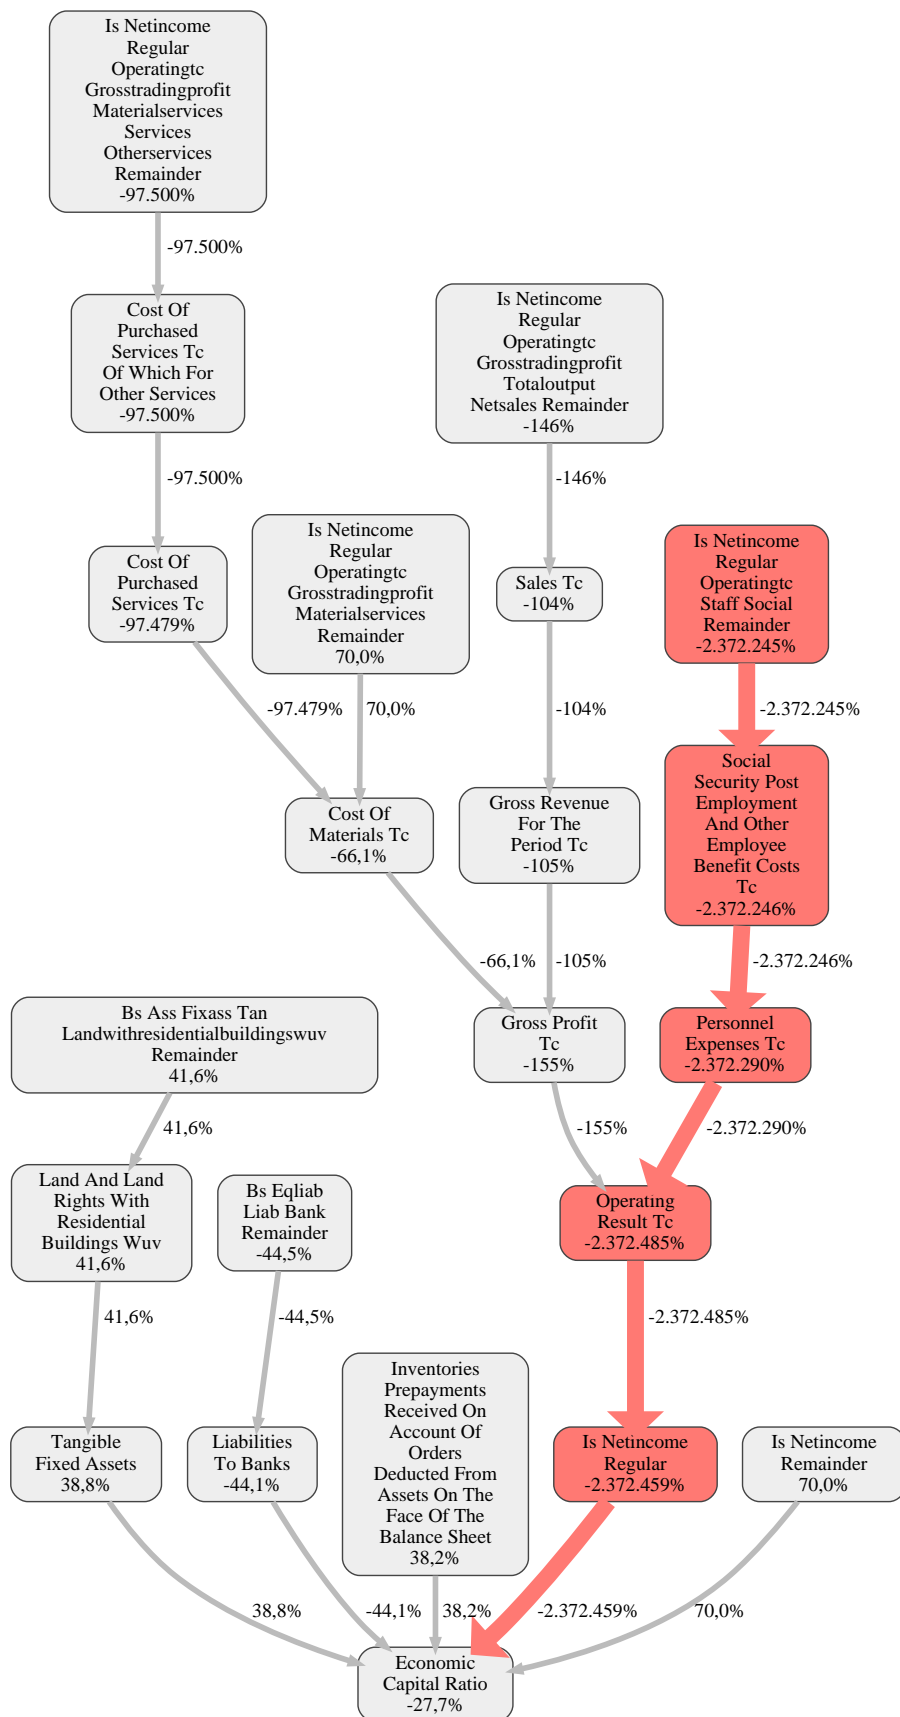 Is Netincome
Regular
Operatingtc
Grosstradingprofit
Materialservices
Services
Otherservices
Remainder
-97.500%
-97.500%
Cost Of
Purchased
Services Tc
Of Which For
Other Services
-97.500%
Is Netincome
Regular
Operatingtc
Grosstradingprofit
Totaloutput
Netsales Remainder
-146%
-97.500%
-146%
Cost Of
Purchased
Services Tc
-97.479%
Is Netincome
Regular
Operatingtc
Grosstradingprofit
Materialservices
Remainder
70,0%
Sales Tc
-104%
Is Netincome
Regular
Operatingtc
Staff Social
Remainder
-2.372.245%
-97.479%
70,0%
-104%
-2.372.245%
Cost Of
Materials Tc
-66,1%
Gross Revenue
For The
Period Tc
-105%
Social
Security Post
Employment
And Other
Employee
Benefit Costs
Tc
-2.372.246%
-66,1%
-105%
-2.372.246%
Bs Ass Fixass Tan
Landwithresidentialbuildingswuv
Remainder
41,6%
Gross Profit
Tc
-155%
Personnel
Expenses Tc
-2.372.290%
41,6%
-155%
-2.372.290%
Land And Land
Rights With
Residential
Buildings Wuv
41,6%
Bs Eqliab
Liab Bank
Remainder
-44,5%
Operating
Result Tc
-2.372.485%
41,6%
-44,5%
-2.372.485%
Inventories
Prepayments
Received On
Account Of
Orders
Deducted From
Assets On The
Face Of The
Balance Sheet
38,2%
Tangible
Fixed Assets
38,8%
Liabilities
To Banks
-44,1%
Is Netincome
Regular
-2.372.459%
Is Netincome
Remainder
70,0%
38,8%
-44,1%
38,2%
-2.372.459%
70,0%
Economic
Capital Ratio
-27,7%